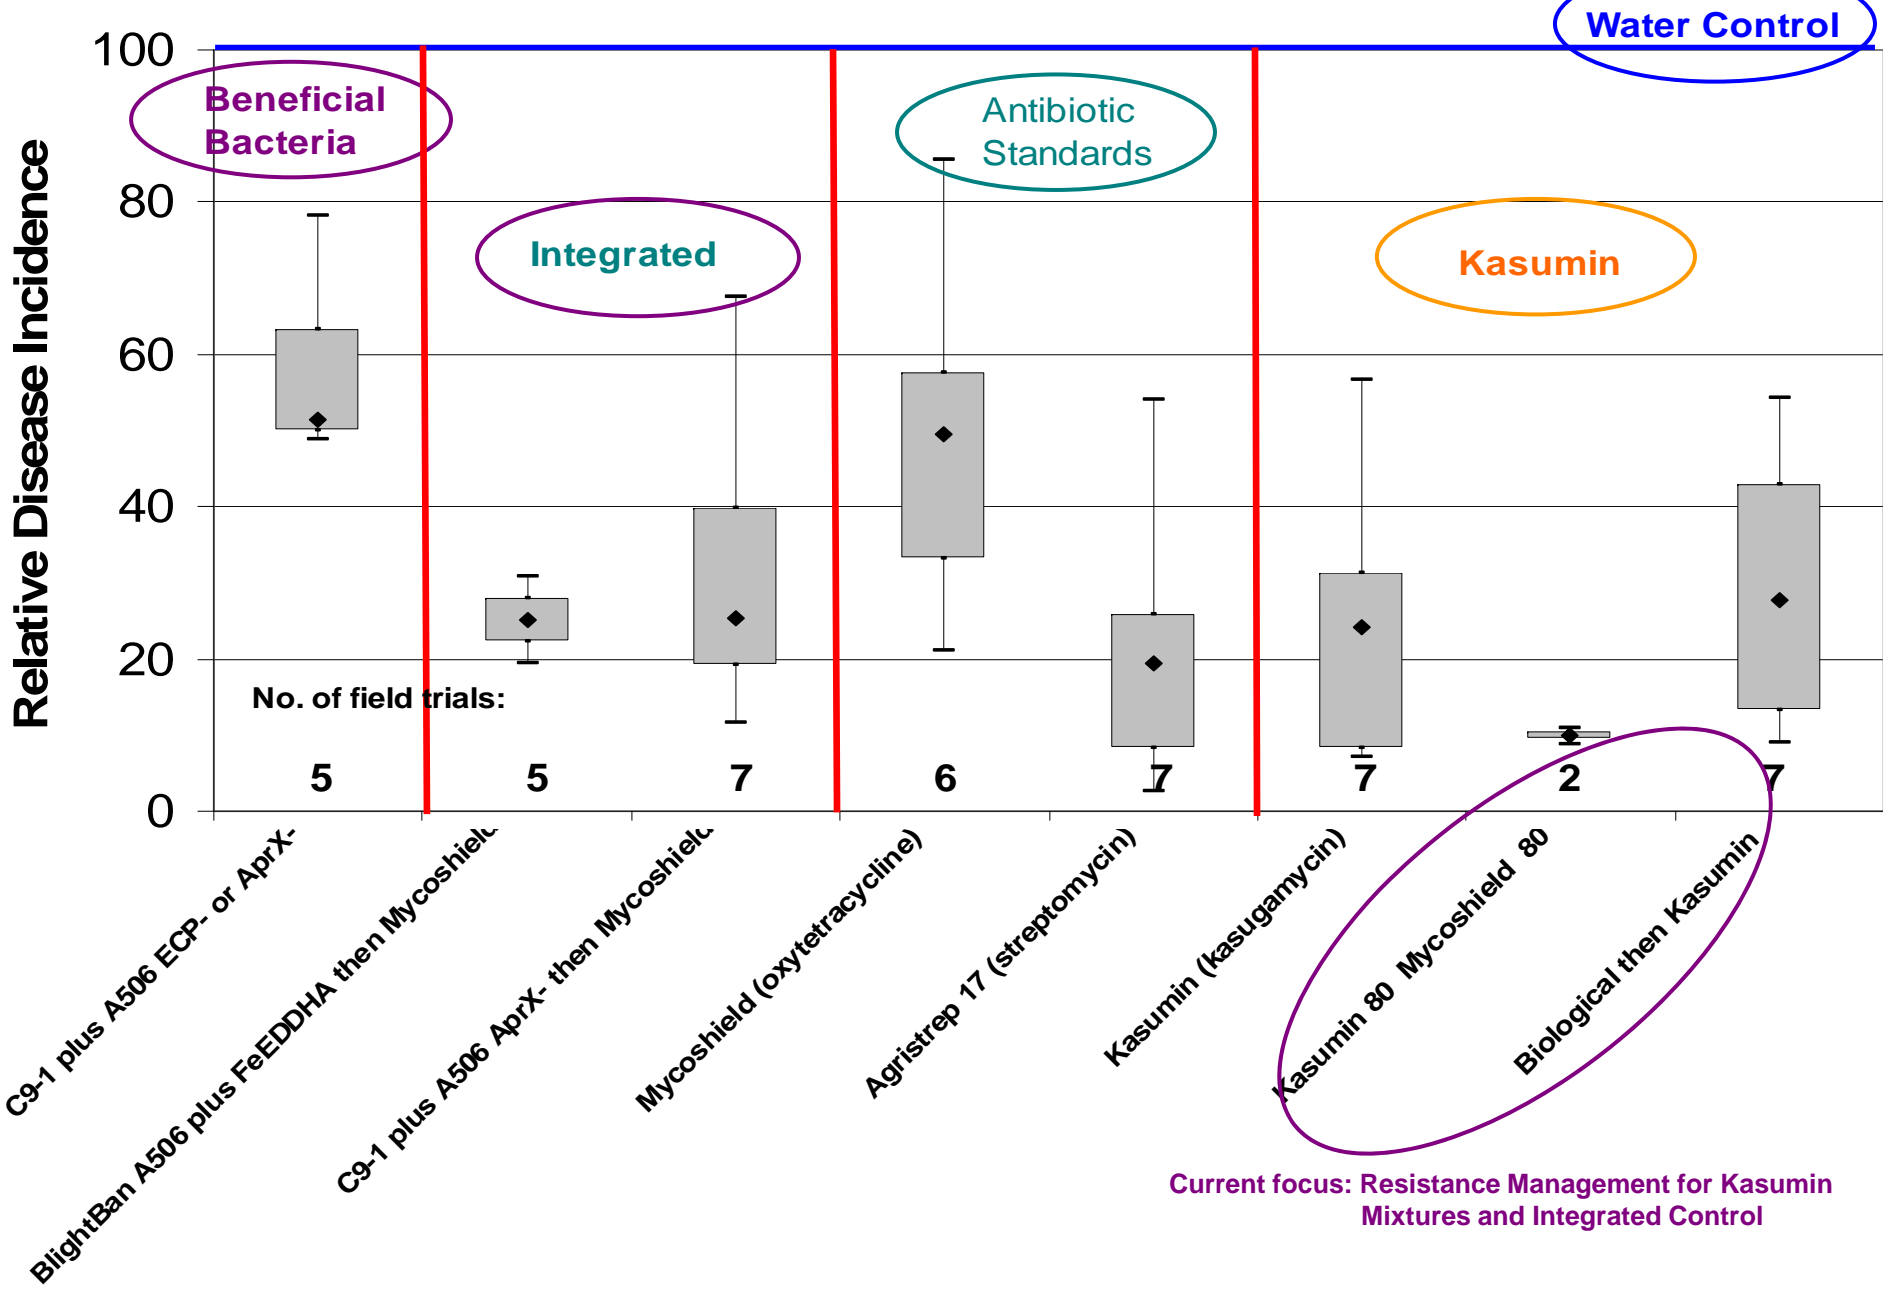 Water Control
100
Beneficial
Bacteria
Antibiotic
Standards
80
Integrated
Kasumin
60
40
20
0
Relative Disease Incidence
No. of field trials:
5 5 7 6 7 7 2 7
C9-1 plus A506 ECP- or AprX-
BlightBan A506 plus FeEDDHA then Mycoshield
C9-1 plus A506 AprX- then Mycoshield
Mycoshield (oxytetracycline)
Agristrep 17 (streptomycin)
Kasumin (kasugamycin)
Kasumin 80 Mycoshield 80
Biological then Kasumin
Current focus: Resistance Management for Kasumin
Mixtures and Integrated Control